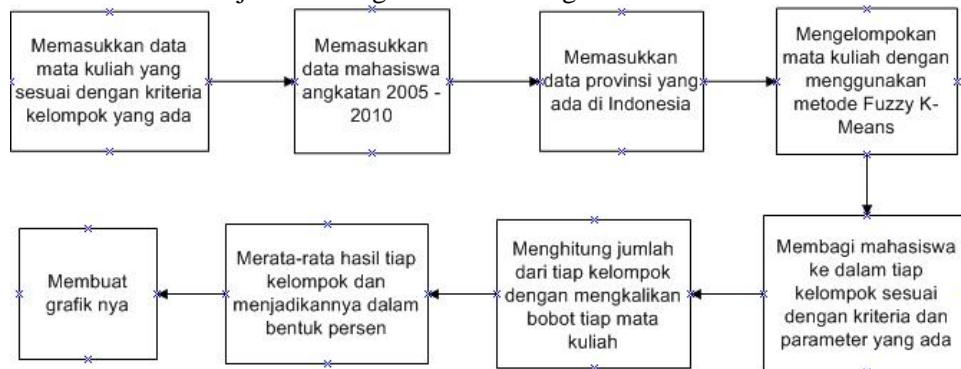 Memasukkan data
mata kuliah yang
sesuai dengan kriteria
kelompok yang ada
Memasukkan
data mahasiswa
angkatan 2005 -
2010
Memasukkan
data provinsi yang
ada di Indonesia
Mengelompokan
mata kuliah dengan
menggunakan
metode Fuzzy K-
Means
Membagi mahasiswa
ke dalam tiap
kelompok sesuai
dengan kriteria dan
parameter yang ada
Menghitung jumlah
dari tiap kelompok
dengan mengkalikan
bobot tiap mata
kuliah
Merata-rata hasil tiap
kelompok dan
menjadikannya dalam
bentuk persen
Membuat
grafik nya